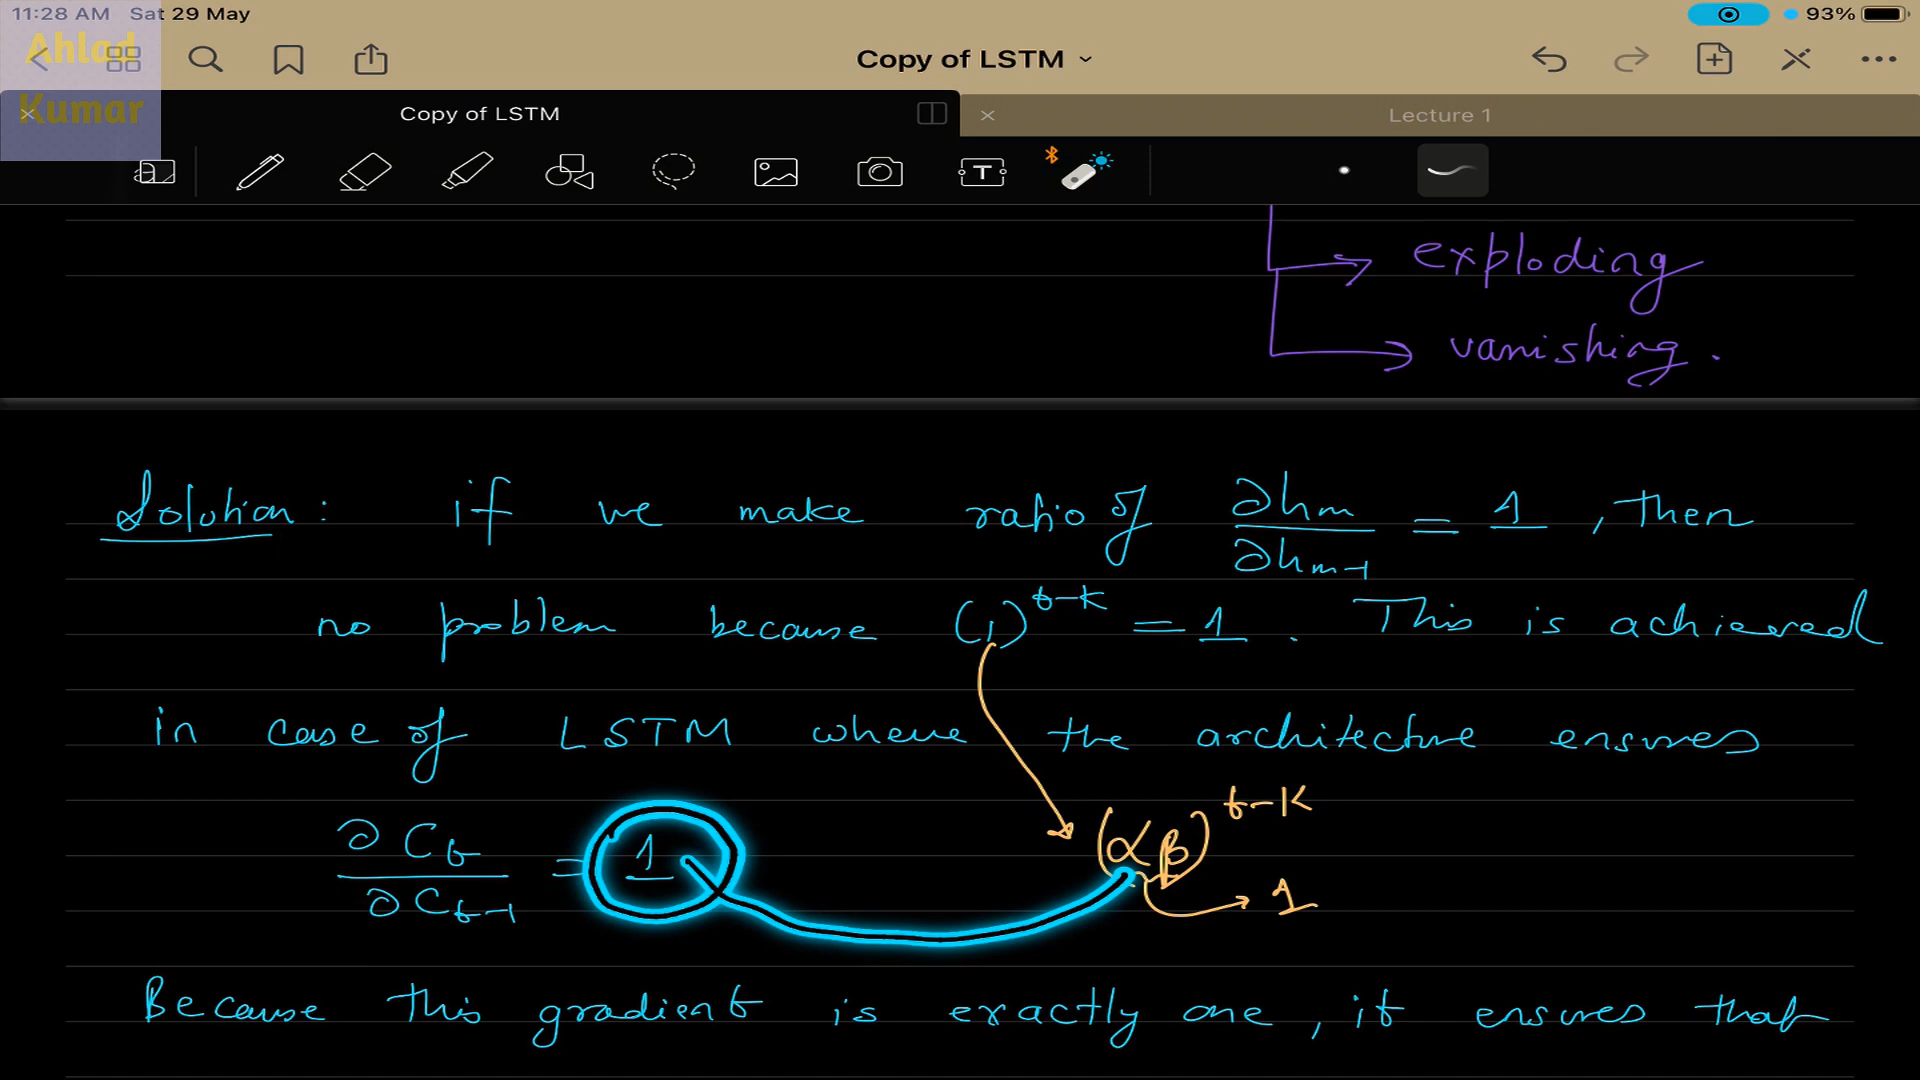 11:28 AM Sat 29 May
93%
Ahlad
Kumar
Copy of LSTM
Copy of LSTM
Lecture 1
exploding
vanishing.
Solution: if we make ratio of ∂hm/∂hm-1 = 1, then
no problem because (1)^t-k = 1. This is achieved
in case of LSTM where the architecture ensures
∂Ct/∂Ct-1 = 1 (αβ)^t-k
→ 1
Because this gradient is exactly one, it ensures that